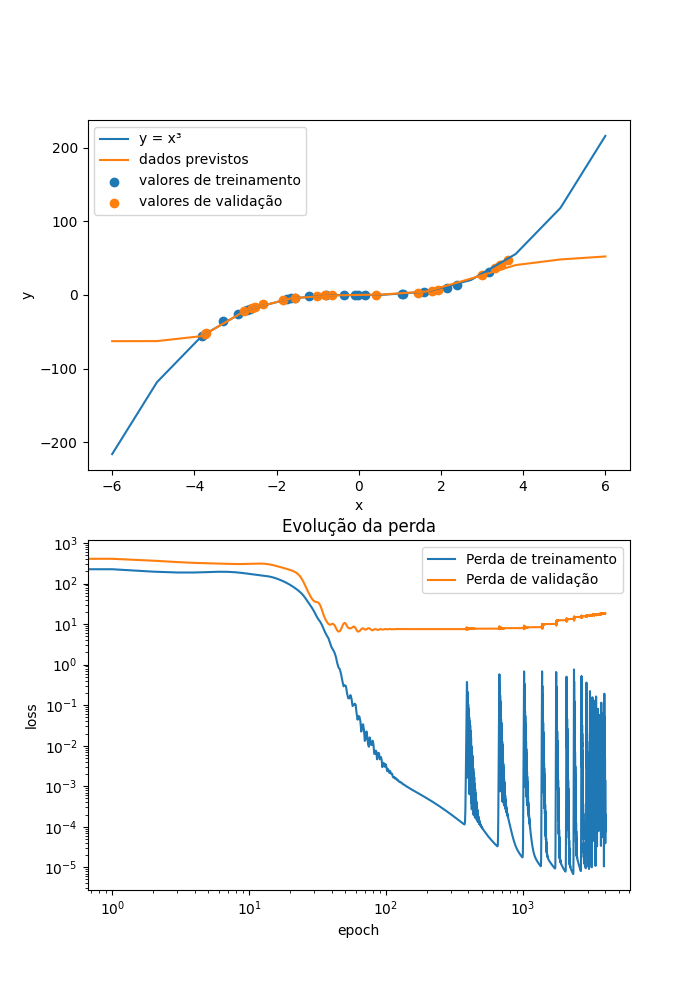 y = x³
dados previstos
valores de treinamento
valores de validação
200
100
0
−100
−200
y
−6
−4
−2
0
2
4
6
x
Evolução da perda
Perda de treinamento
Perda de validação
10³
10²
10¹
10⁰
10⁻¹
10⁻²
10⁻³
10⁻⁴
10⁻⁵
loss
10⁰
10¹
10²
10³
epoch